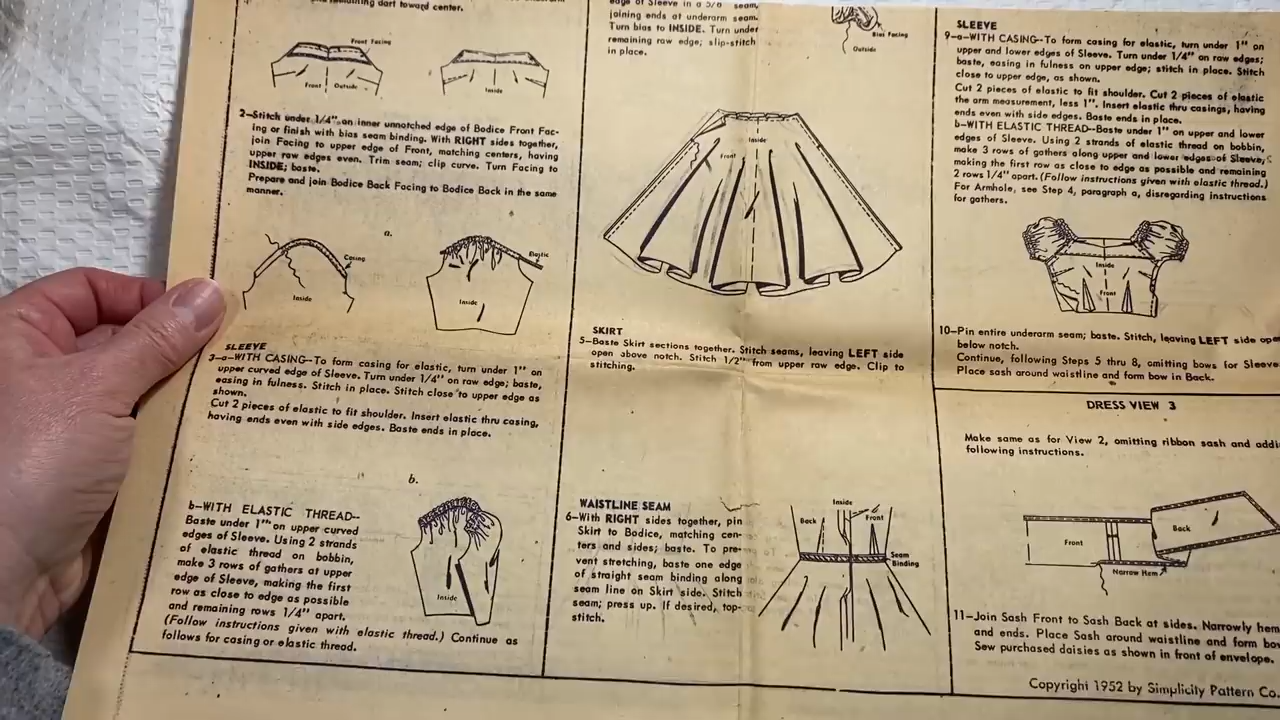 remaining dart toward center.
Front Facing
Front
Outside
Inside
2—Stitch under 1/4" on inner unnotched edge of Bodice Front Fac-
ing or finish with bias seam binding. With RIGHT sides together,
join Facing to upper edge of Front, matching centers, having
upper raw edges even. Trim seam; clip curve. Turn Facing to
INSIDE; baste.
Prepare and join Bodice Back Facing to Bodice Back in the same
manner.
a.
Casing
Inside
Elastic
Inside
SLEEVE
3—a—WITH CASING—To form casing for elastic, turn under 1" on
upper curved edge of Sleeve. Turn under 1/4" on raw edge; baste,
easing in fulness. Stitch in place. Stitch close to upper edge as
shown.
Cut 2 pieces of elastic to fit shoulder. Insert elastic thru casing,
having ends even with side edges. Baste ends in place.
b.
b—WITH ELASTIC THREAD--
Baste under 1" on upper curved
edges of Sleeve. Using 2 strands
of elastic thread on bobbin,
make 3 rows of gathers at upper
edge of Sleeve, making the first
row as close to edge as possible
and remaining rows 1/4" apart.
(Follow instructions given with elastic thread.) Continue as
follows for casing or elastic thread.
Inside
edge of Sleeve in a 5/8" seam,
joining ends at underarm seam.
Turn bias to INSIDE. Turn under
remaining raw edge; slip-stitch
in place.
Bias Facing
Outside
Inside
Front
SKIRT
5—Baste Skirt sections together. Stitch seams, leaving LEFT side
open above notch. Stitch 1/2" from upper raw edge. Clip to
stitching.
WAISTLINE SEAM
6—With RIGHT sides together, pin
Skirt to Bodice, matching cen-
ters and sides; baste. To pre-
vent stretching, baste one edge
of straight seam binding along
seam line on Skirt side. Stitch
seam; press up. If desired, top-
stitch.
Inside
Back
Front
Seam
Binding
SLEEVE
9—a—WITH CASING--To form casing for elastic, turn under 1" on
upper and lower edges of Sleeve. Turn under 1/4" on raw edges;
baste, easing in fulness on upper edge; stitch in place. Stitch
close to upper edge, as shown.
Cut 2 pieces of elastic to fit shoulder. Cut 2 pieces of elastic
the arm measurement, less 1". Insert elastic thru casings, having
ends even with side edges. Baste ends in place.
b—WITH ELASTIC THREAD--Baste under 1" on upper and lower
edges of Sleeve. Using 2 strands of elastic thread on bobbin,
make 3 rows of gathers along upper and lower edges of Sleeve,
making the first row as close to edge as possible and remaining
2 rows 1/4" apart. (Follow instructions given with elastic thread.)
For Armhole, see Step 4, paragraph a, disregarding instructions
for gathers.
Inside
Front
10—Pin entire underarm seam; baste. Stitch, leaving LEFT side ope
below notch.
Continue, following Steps 5 thru 8, omitting bows for Sleeve
Place sash around waistline and form bow in Back.
DRESS VIEW 3
Make same as for View 2, omitting ribbon sash and addi
following instructions.
Front
Back
Narrow Hem
11—Join Sash Front to Sash Back at sides. Narrowly hem
and ends. Place Sash around waistline and form bow
Sew purchased daisies as shown in front of envelope.
Copyright 1952 by Simplicity Pattern Co.